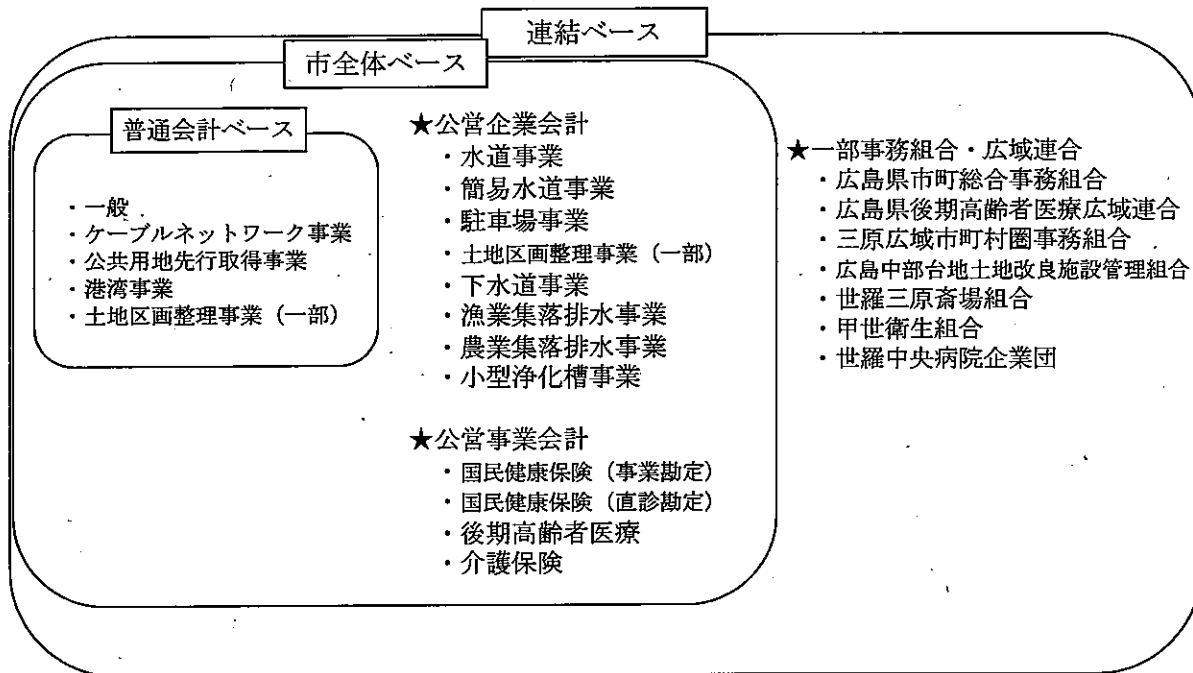 連結ベース
市全体ベース
普通会計ベース
・一般
・ケーブルネットワーク事業
・公共用地先行取得事業
・港湾事業
・土地区画整理事業（一部）
★公営企業会計
・水道事業
・簡易水道事業
・駐車場事業
・土地区画整理事業（一部）
・下水道事業
・漁業集落排水事業
・農業集落排水事業
・小型浄化槽事業
★公営事業会計
・国民健康保険（事業勘定）
・国民健康保険（直診勘定）
・後期高齢者医療
・介護保険
★一部事務組合・広域連合
・広島県市町総合事務組合
・広島県後期高齢者医療広域連合
・三原広域市町村圏事務組合
・広島中部台地土地改良施設管理組合
・世羅三原斎場組合
・甲世衛生組合
・世羅中央病院企業団